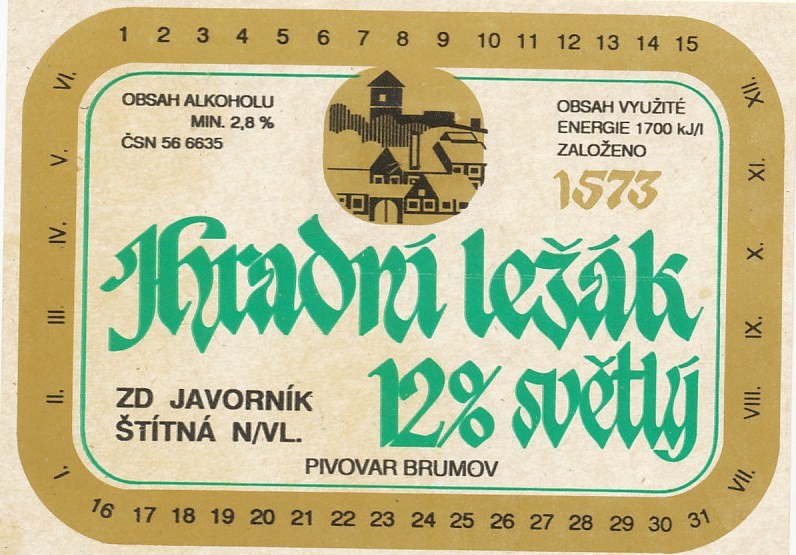 1 2 3 4 5 6 7 8 9 10 11 12 13 14 15
VI.
V.
IV.
III.
II.
I.
XII.
XI.
X.
IX.
VIII.
VII.
OBSAH ALKOHOLU
MIN. 2,8 %
ČSN 56 6635
OBSAH VYUŽITÉ
ENERGIE 1700 kJ/l
ZALOŽENO
1573
Hradní ležák
12% světlý
ZD JAVORNÍK
ŠTÍTNÁ N/VL.
PIVOVAR BRUMOV
16 17 18 19 20 21 22 23 24 25 26 27 28 29 30 31